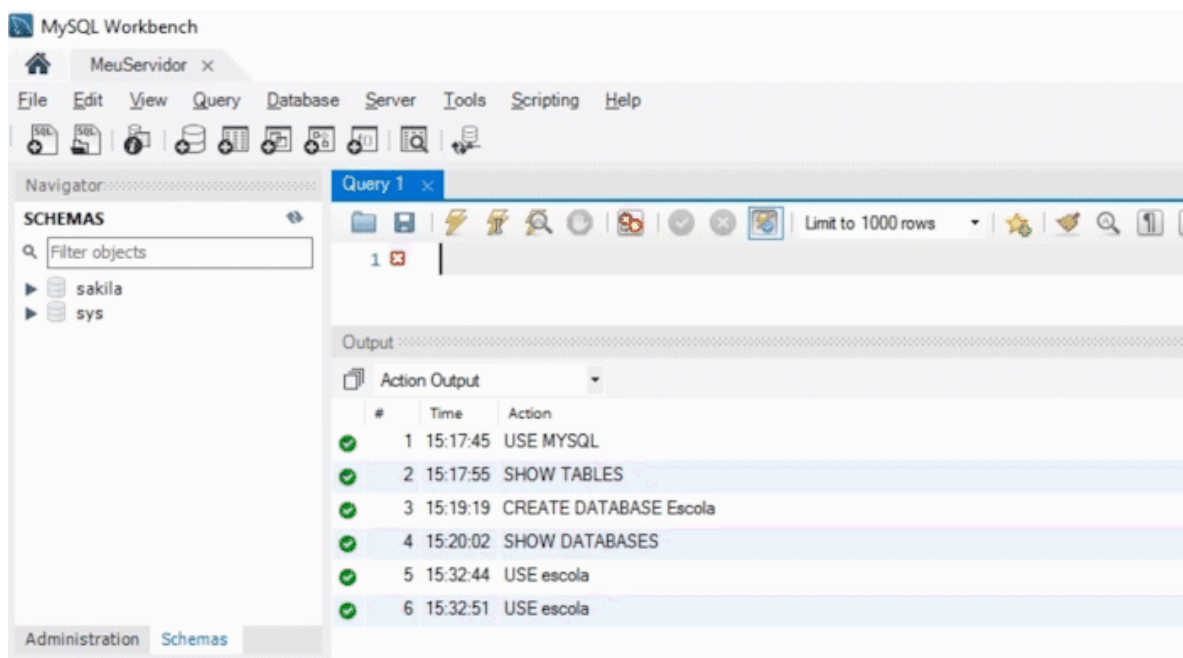 MySQL Workbench
MeuServidor
File Edit View Query Database Server Tools Scripting Help
Navigator
Query 1
SCHEMAS
Limit to 1000 rows
Filter objects
1
sakila
sys
Output
Action Output
# Time Action
1 15:17:45 USE MYSQL
2 15:17:55 SHOW TABLES
3 15:19:19 CREATE DATABASE Escola
4 15:20:02 SHOW DATABASES
5 15:32:44 USE escola
6 15:32:51 USE escola
Administration Schemas